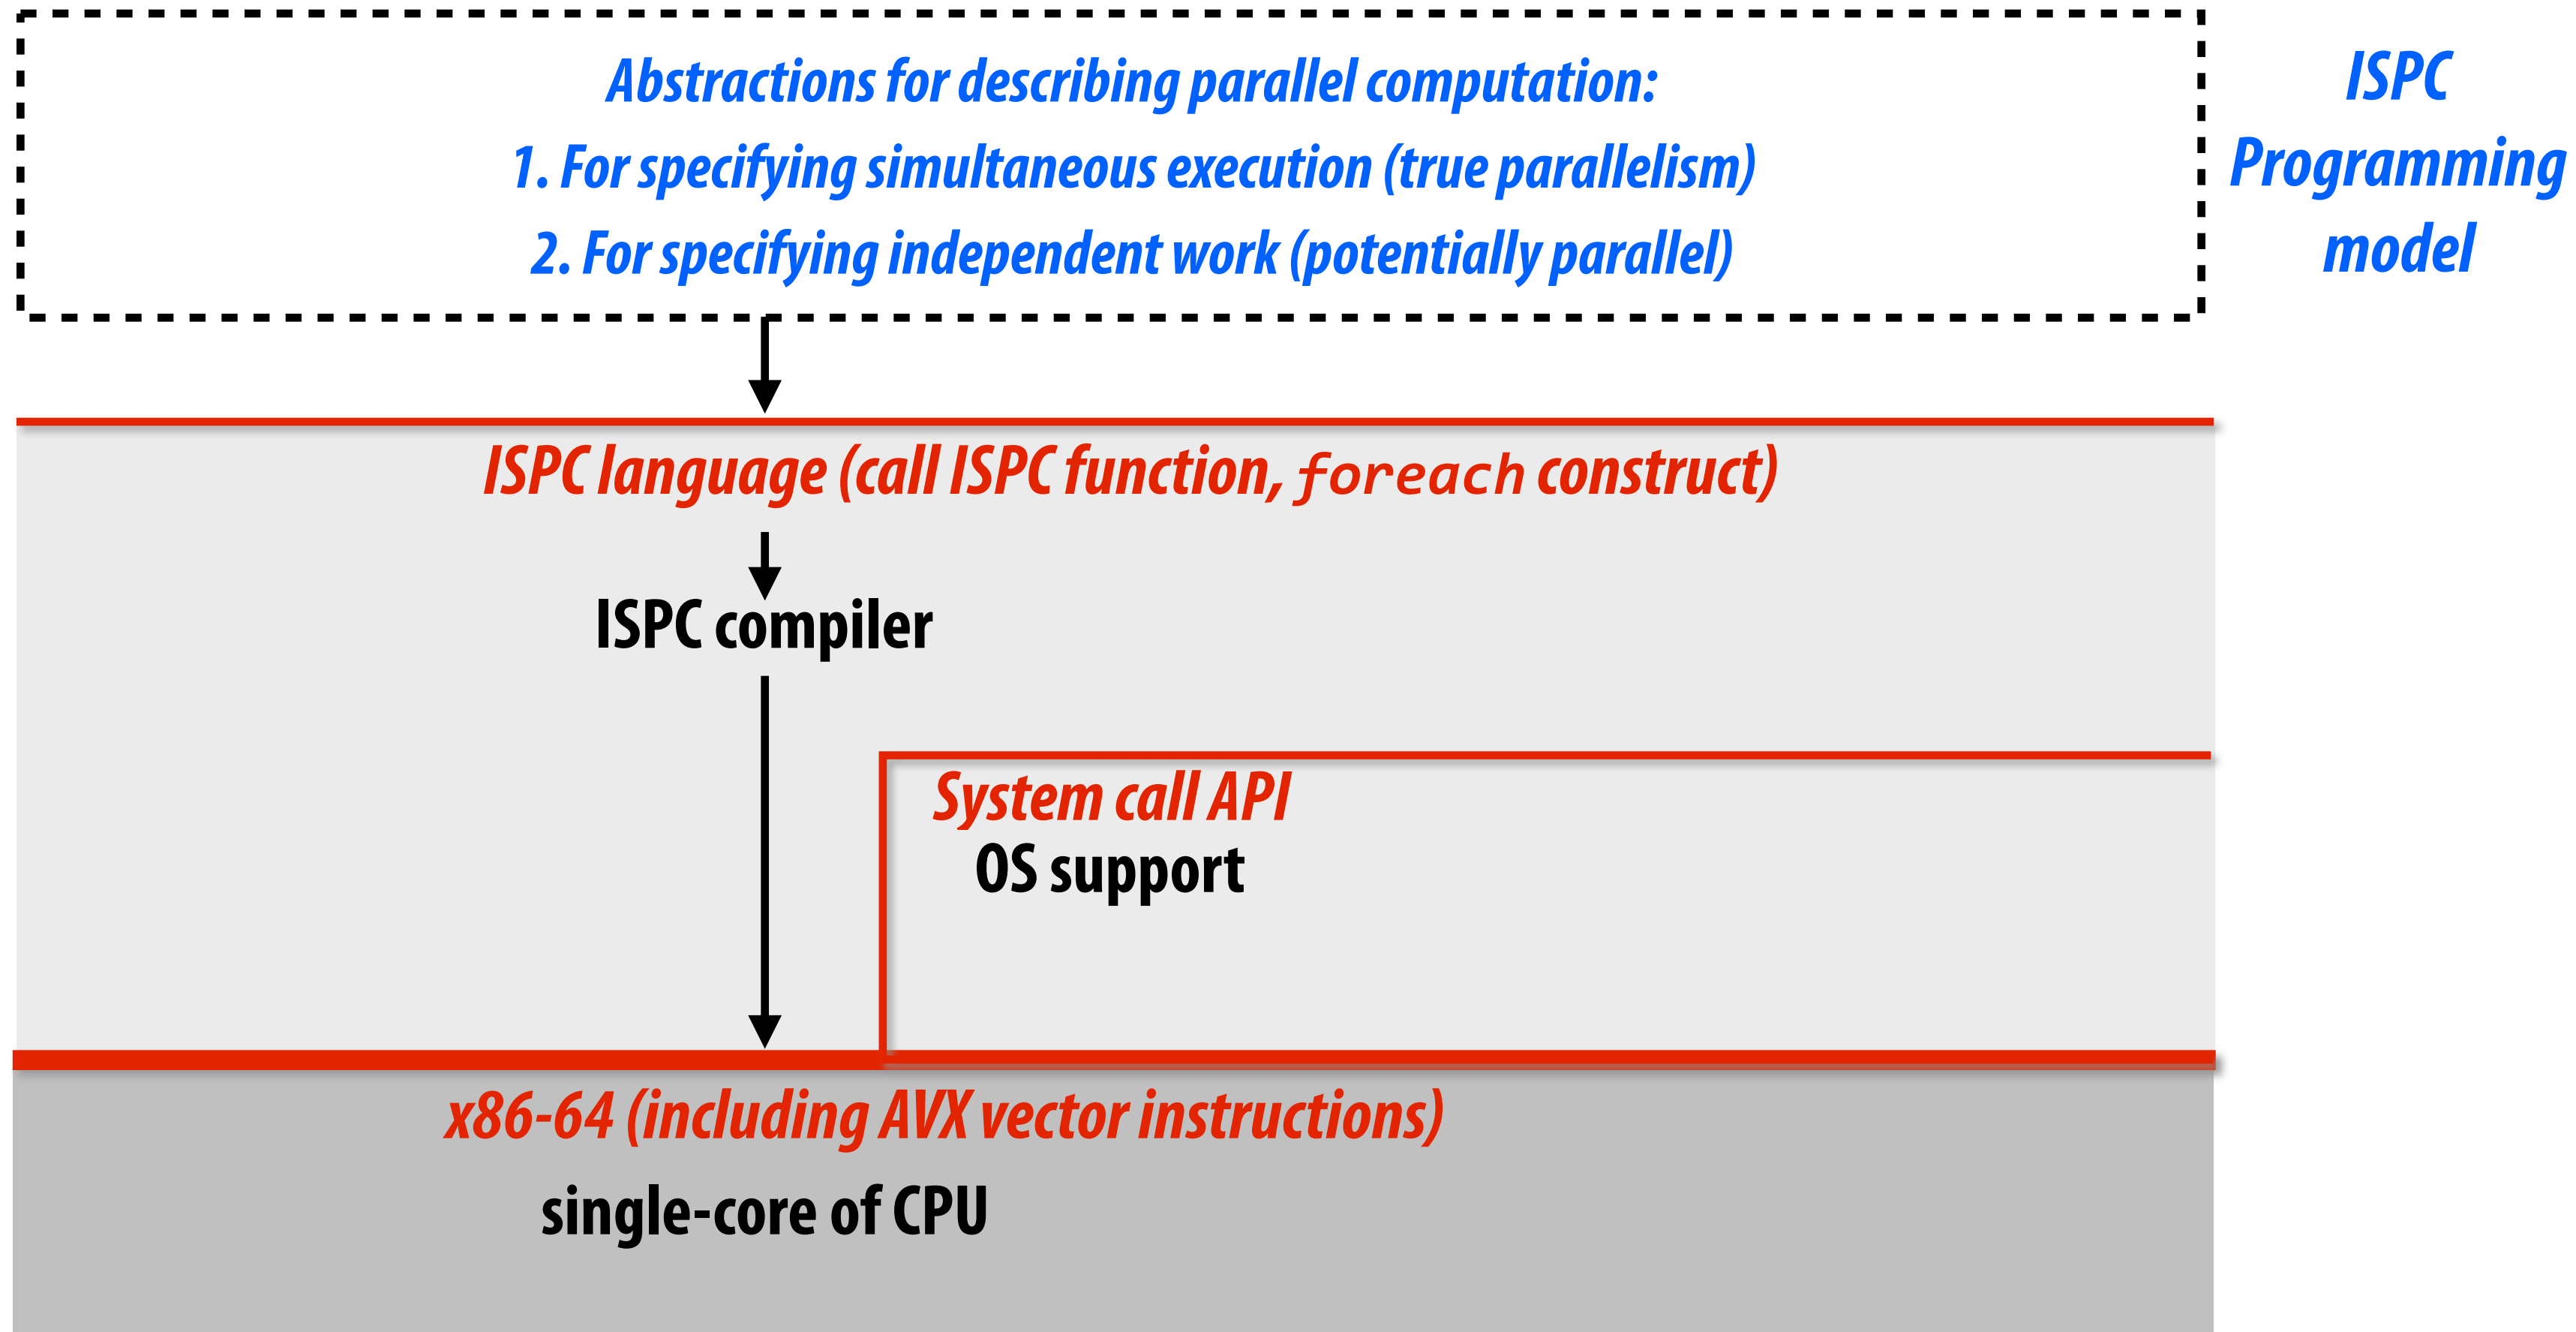 Abstractions for describing parallel computation:
1. For specifying simultaneous execution (true parallelism)
2. For specifying independent work (potentially parallel)
ISPC
Programming
model
ISPC language (call ISPC function, foreach construct)
ISPC compiler
System call API
OS support
x86-64 (including AVX vector instructions)
single-core of CPU